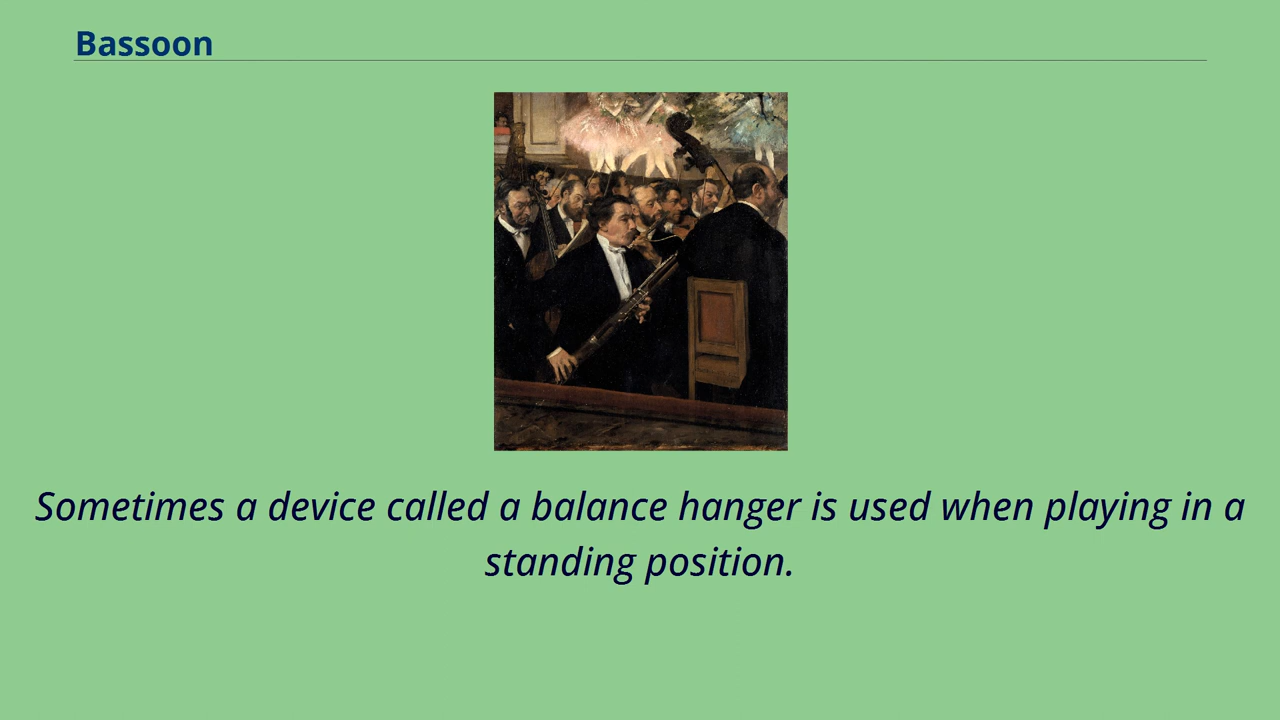 Bassoon
Sometimes a device called a balance hanger is used when playing in a
standing position.